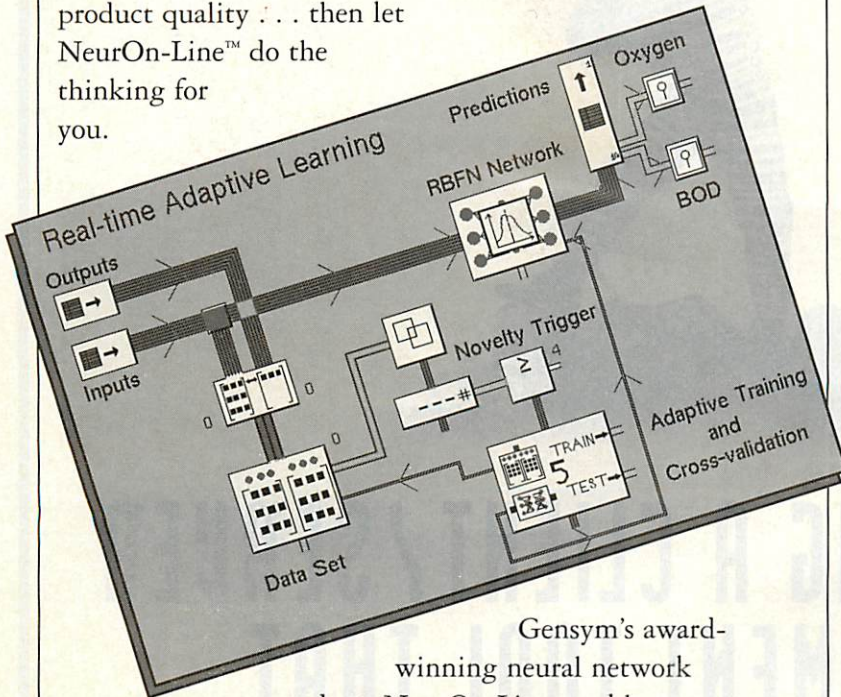 product quality . . . then let
NeurOn-Line™ do the
thinking for
you.
Real-time Adaptive Learning
Outputs
Inputs
Predictions
1
Oxygen
BOD
RBFN Network
Novelty Trigger
≥
4
---#
0
0
0
Data Set
TRAIN
5
TEST
Adaptive Training
and
Cross-validation
Gensym's award-
winning neural network